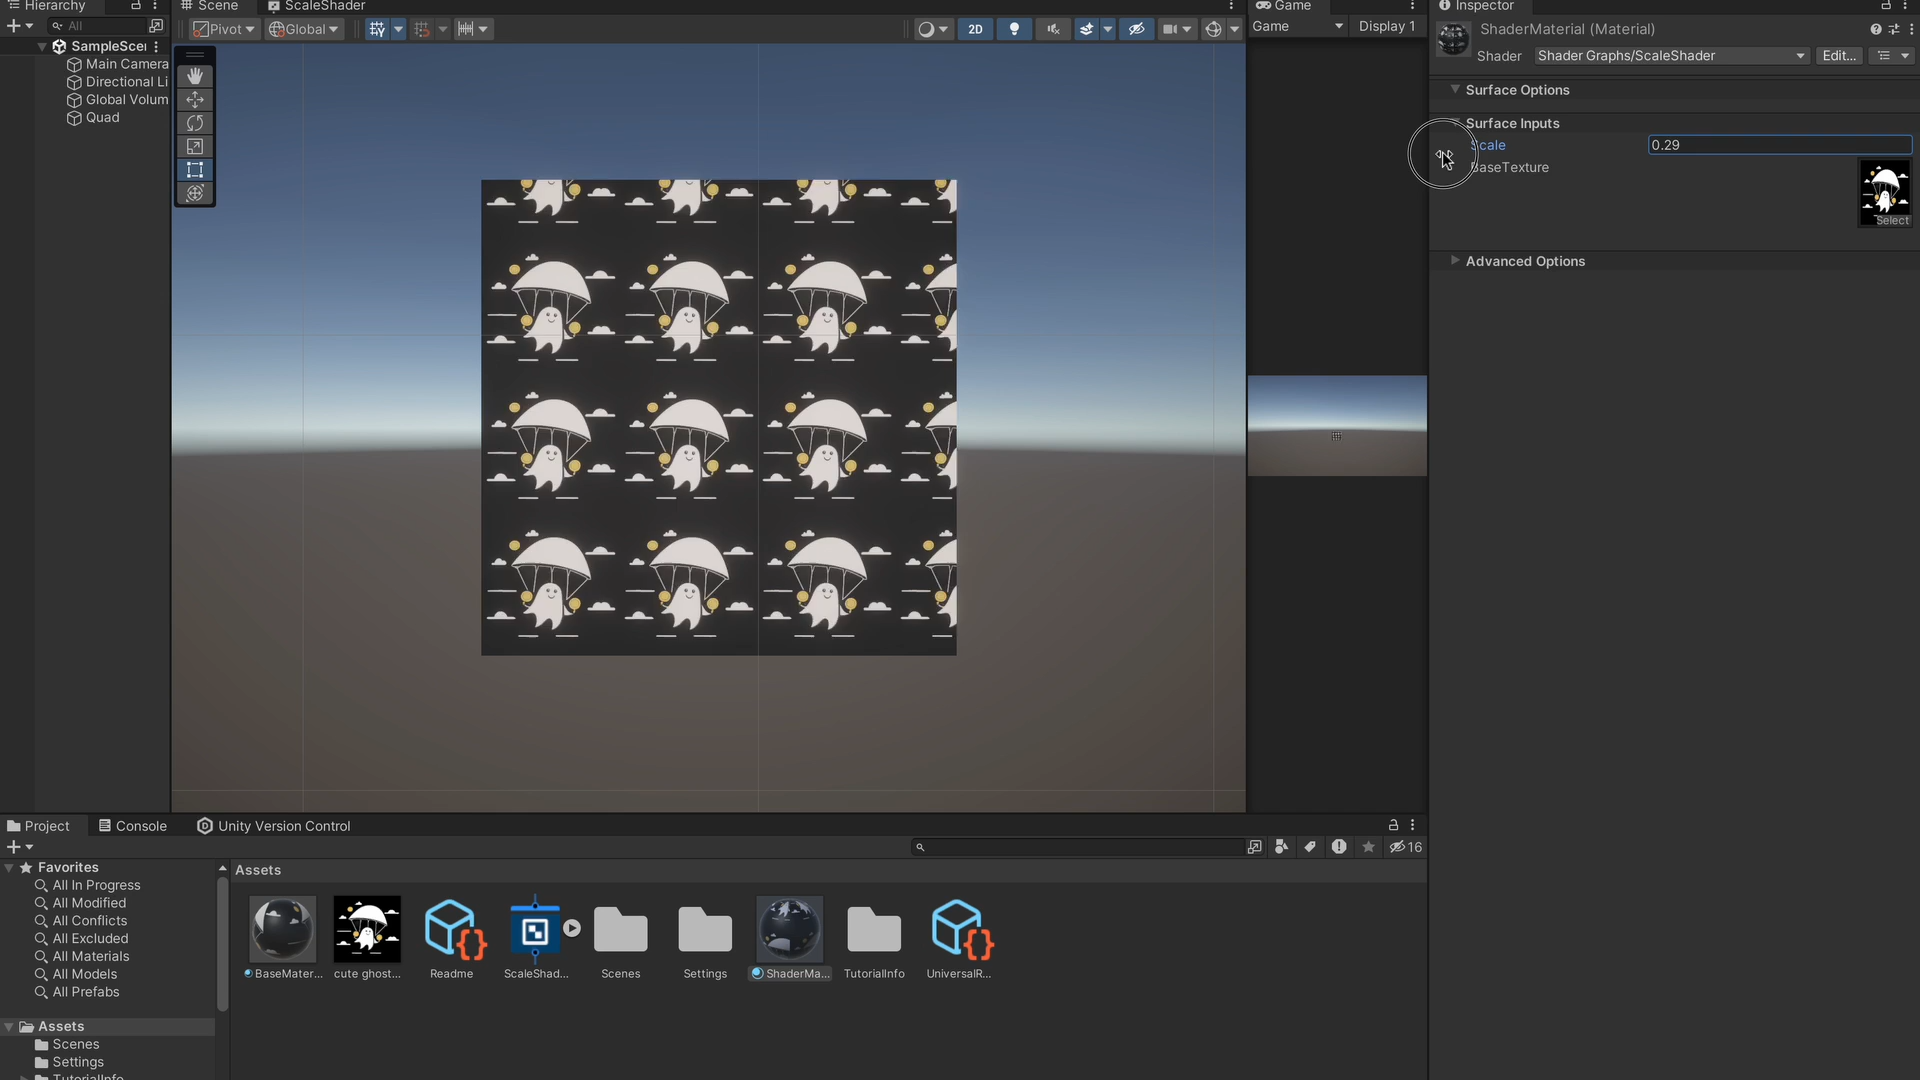 Hierarchy
All
SampleScei
Main Camera
Directional Li
Global Volum
Quad
Scene
ScaleShader
Pivot
Global
2D
Game
Game
Display 1
Inspector
ShaderMaterial (Material)
Shader
Shader Graphs/ScaleShader
Edit...
Surface Options
Surface Inputs
Scale
0.29
BaseTexture
Select
Advanced Options
Project
Console
Unity Version Control
16
Favorites
All In Progress
All Modified
All Conflicts
All Excluded
All Materials
All Models
All Prefabs
Assets
Scenes
Settings
TutorialInfo
Assets
BaseMater...
cute ghost...
Readme
ScaleShad...
Scenes
Settings
ShaderMa...
TutorialInfo
UniversalR...